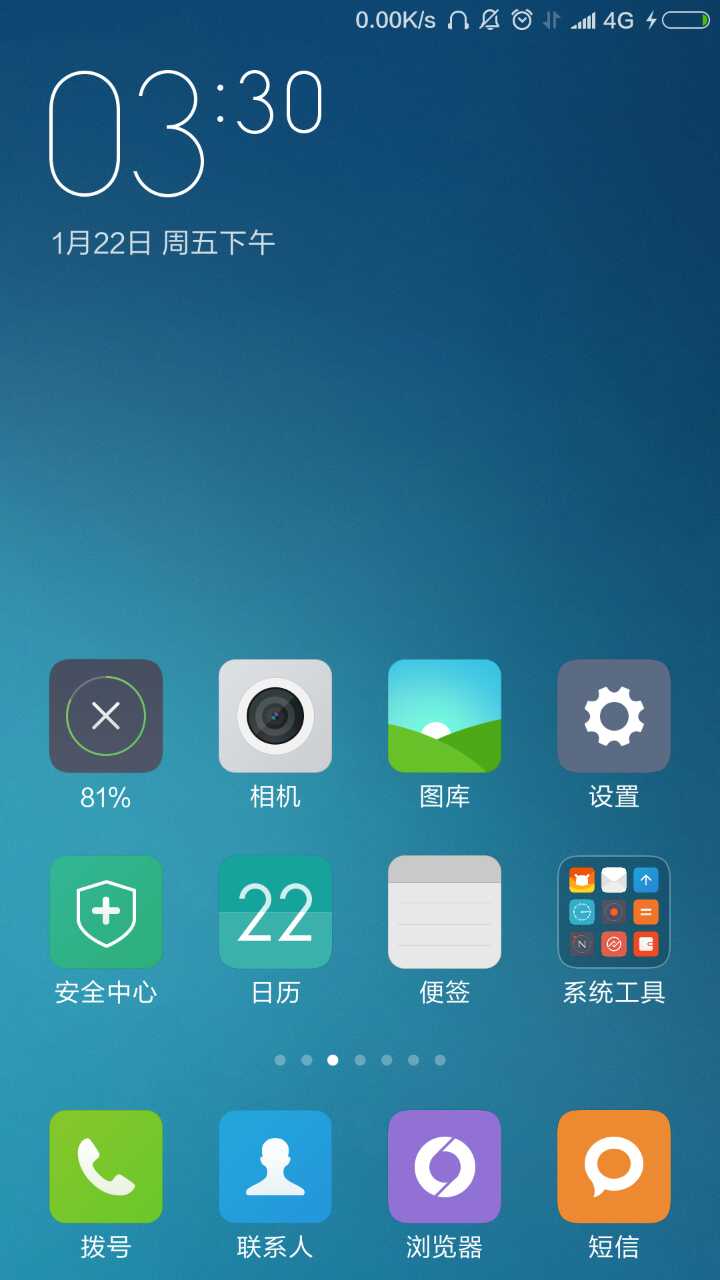 0.00K/s 4G
03:30
1月22日 周五下午
81% 相机 图库 设置
22
安全中心 日历 便签 系统工具
N
拨号 联系人 浏览器 短信